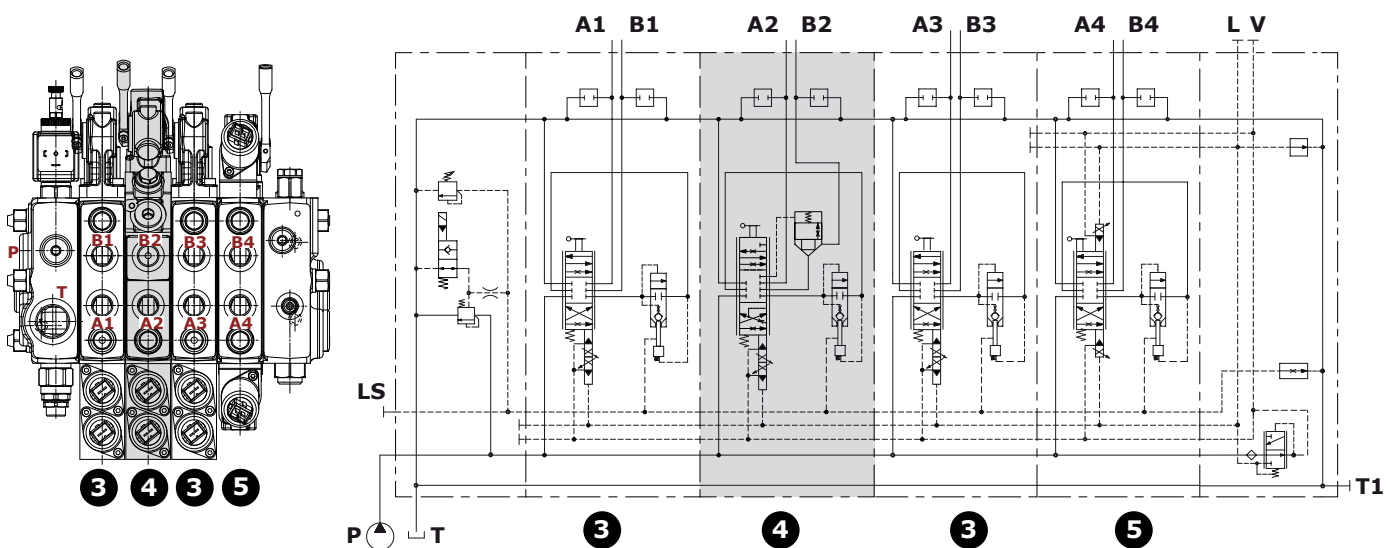 A1 B1 A2 B2 A3 B3 A4 B4 L V
B1 B2 B3 B4
P
T
A1 A2 A3 A4
LS
3 4 3 5
T1
P T 3 4 3 5